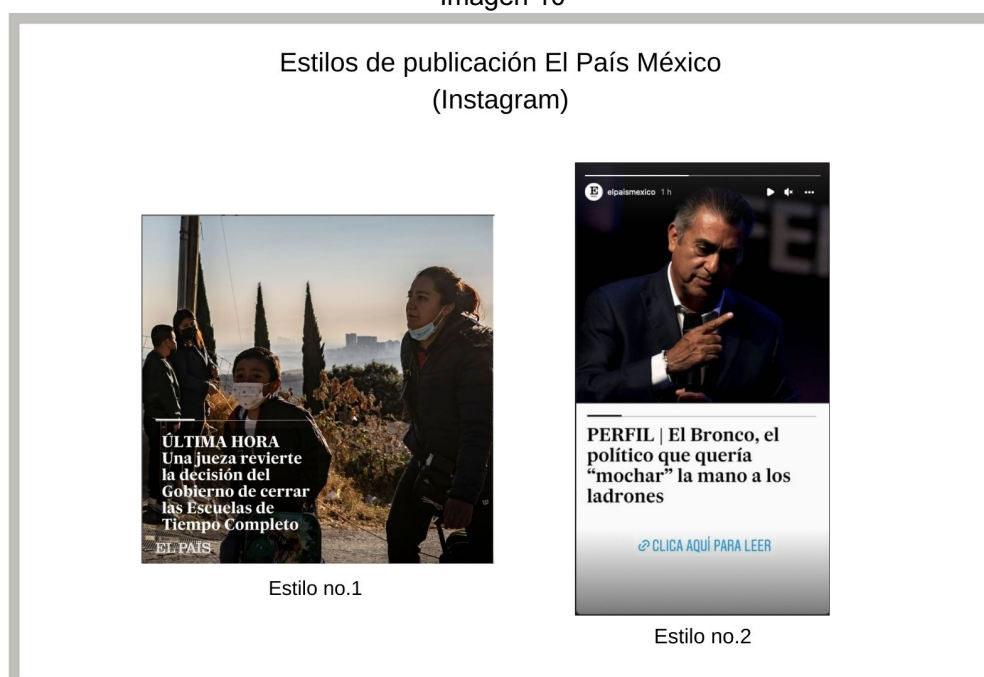 Estilos de publicación El País México
(Instagram)
elpaismexico 1 h
ÚLTIMA HORA
Una jueza revierte
la decisión del
Gobierno de cerrar
las Escuelas de
Tiempo Completo
EL PAÍS
Estilo no.1
PERFIL | El Bronco, el
político que quería
“mochar” la mano a los
ladrones
CLICA AQUÍ PARA LEER
Estilo no.2